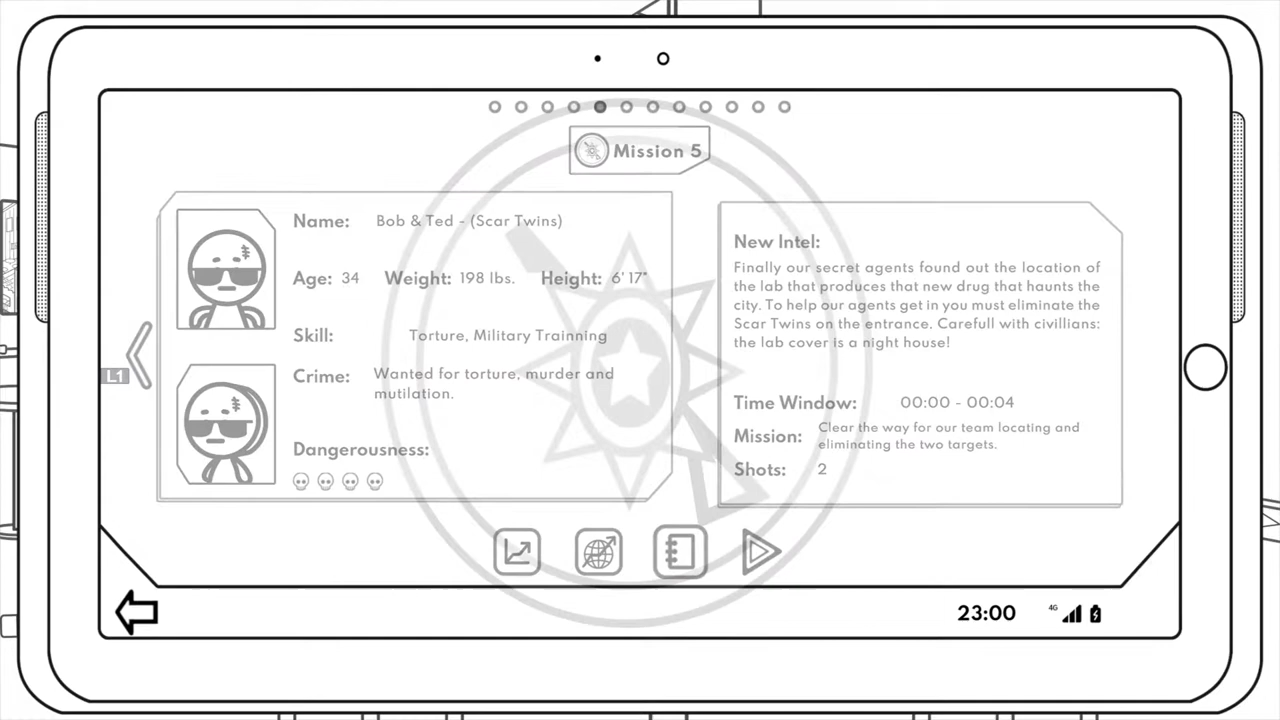 Mission 5
Name: Bob & Ted - (Scar Twins)
Age: 34 Weight: 198 lbs. Height: 6' 17"
Skill: Torture, Military Trainning
Crime: Wanted for torture, murder and
mutilation.
Dangerousness:
New Intel:
Finally our secret agents found out the location of
the lab that produces that new drug that haunts the
city. To help our agents get in you must eliminate the
Scar Twins on the entrance. Carefull with civillians:
the lab cover is a night house!
Time Window: 00:00 - 00:04
Mission: Clear the way for our team locating and
eliminating the two targets.
Shots: 2
L1
23:00
4G